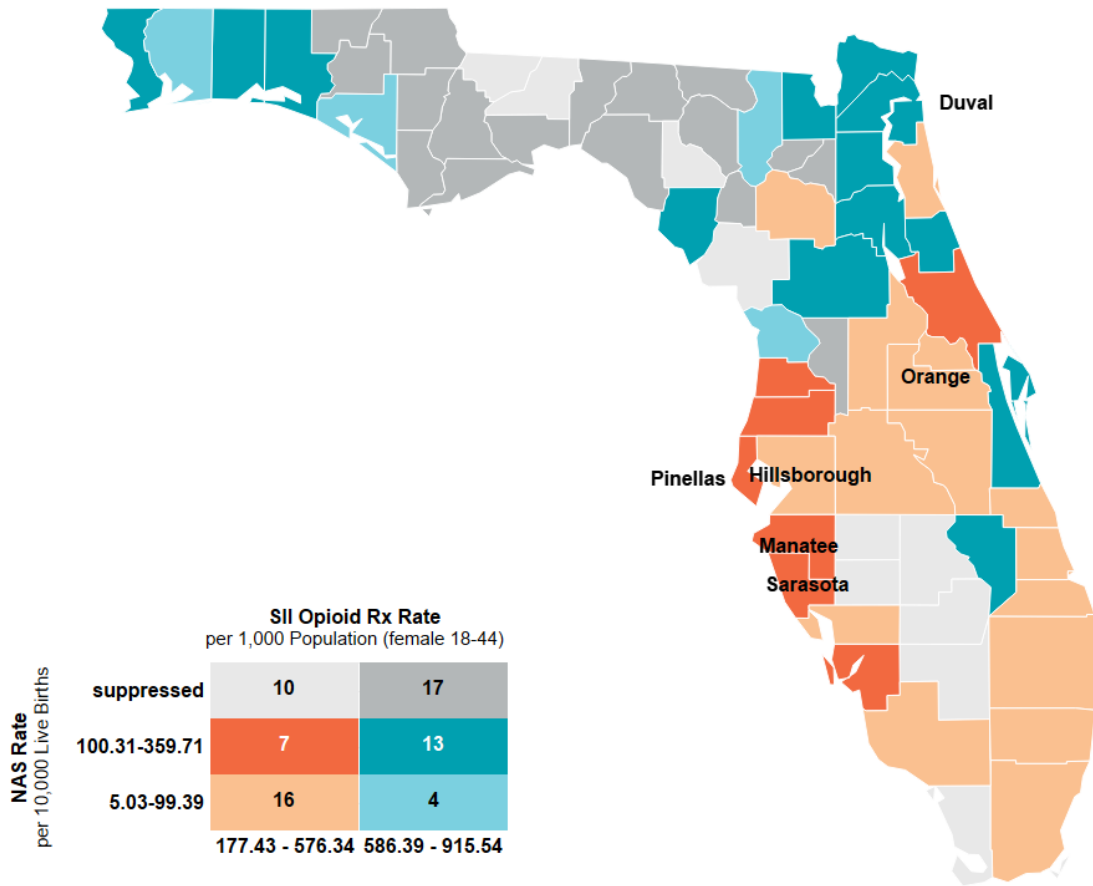 Duval
Orange
Pinellas
Hillsborough
Manatee
Sarasota
SII Opioid Rx Rate
per 1,000 Population (female 18-44)
NAS Rate
per 10,000 Live Births
suppressed 10 17
100.31-359.71 7 13
5.03-99.39 16 4
177.43 - 576.34 586.39 - 915.54